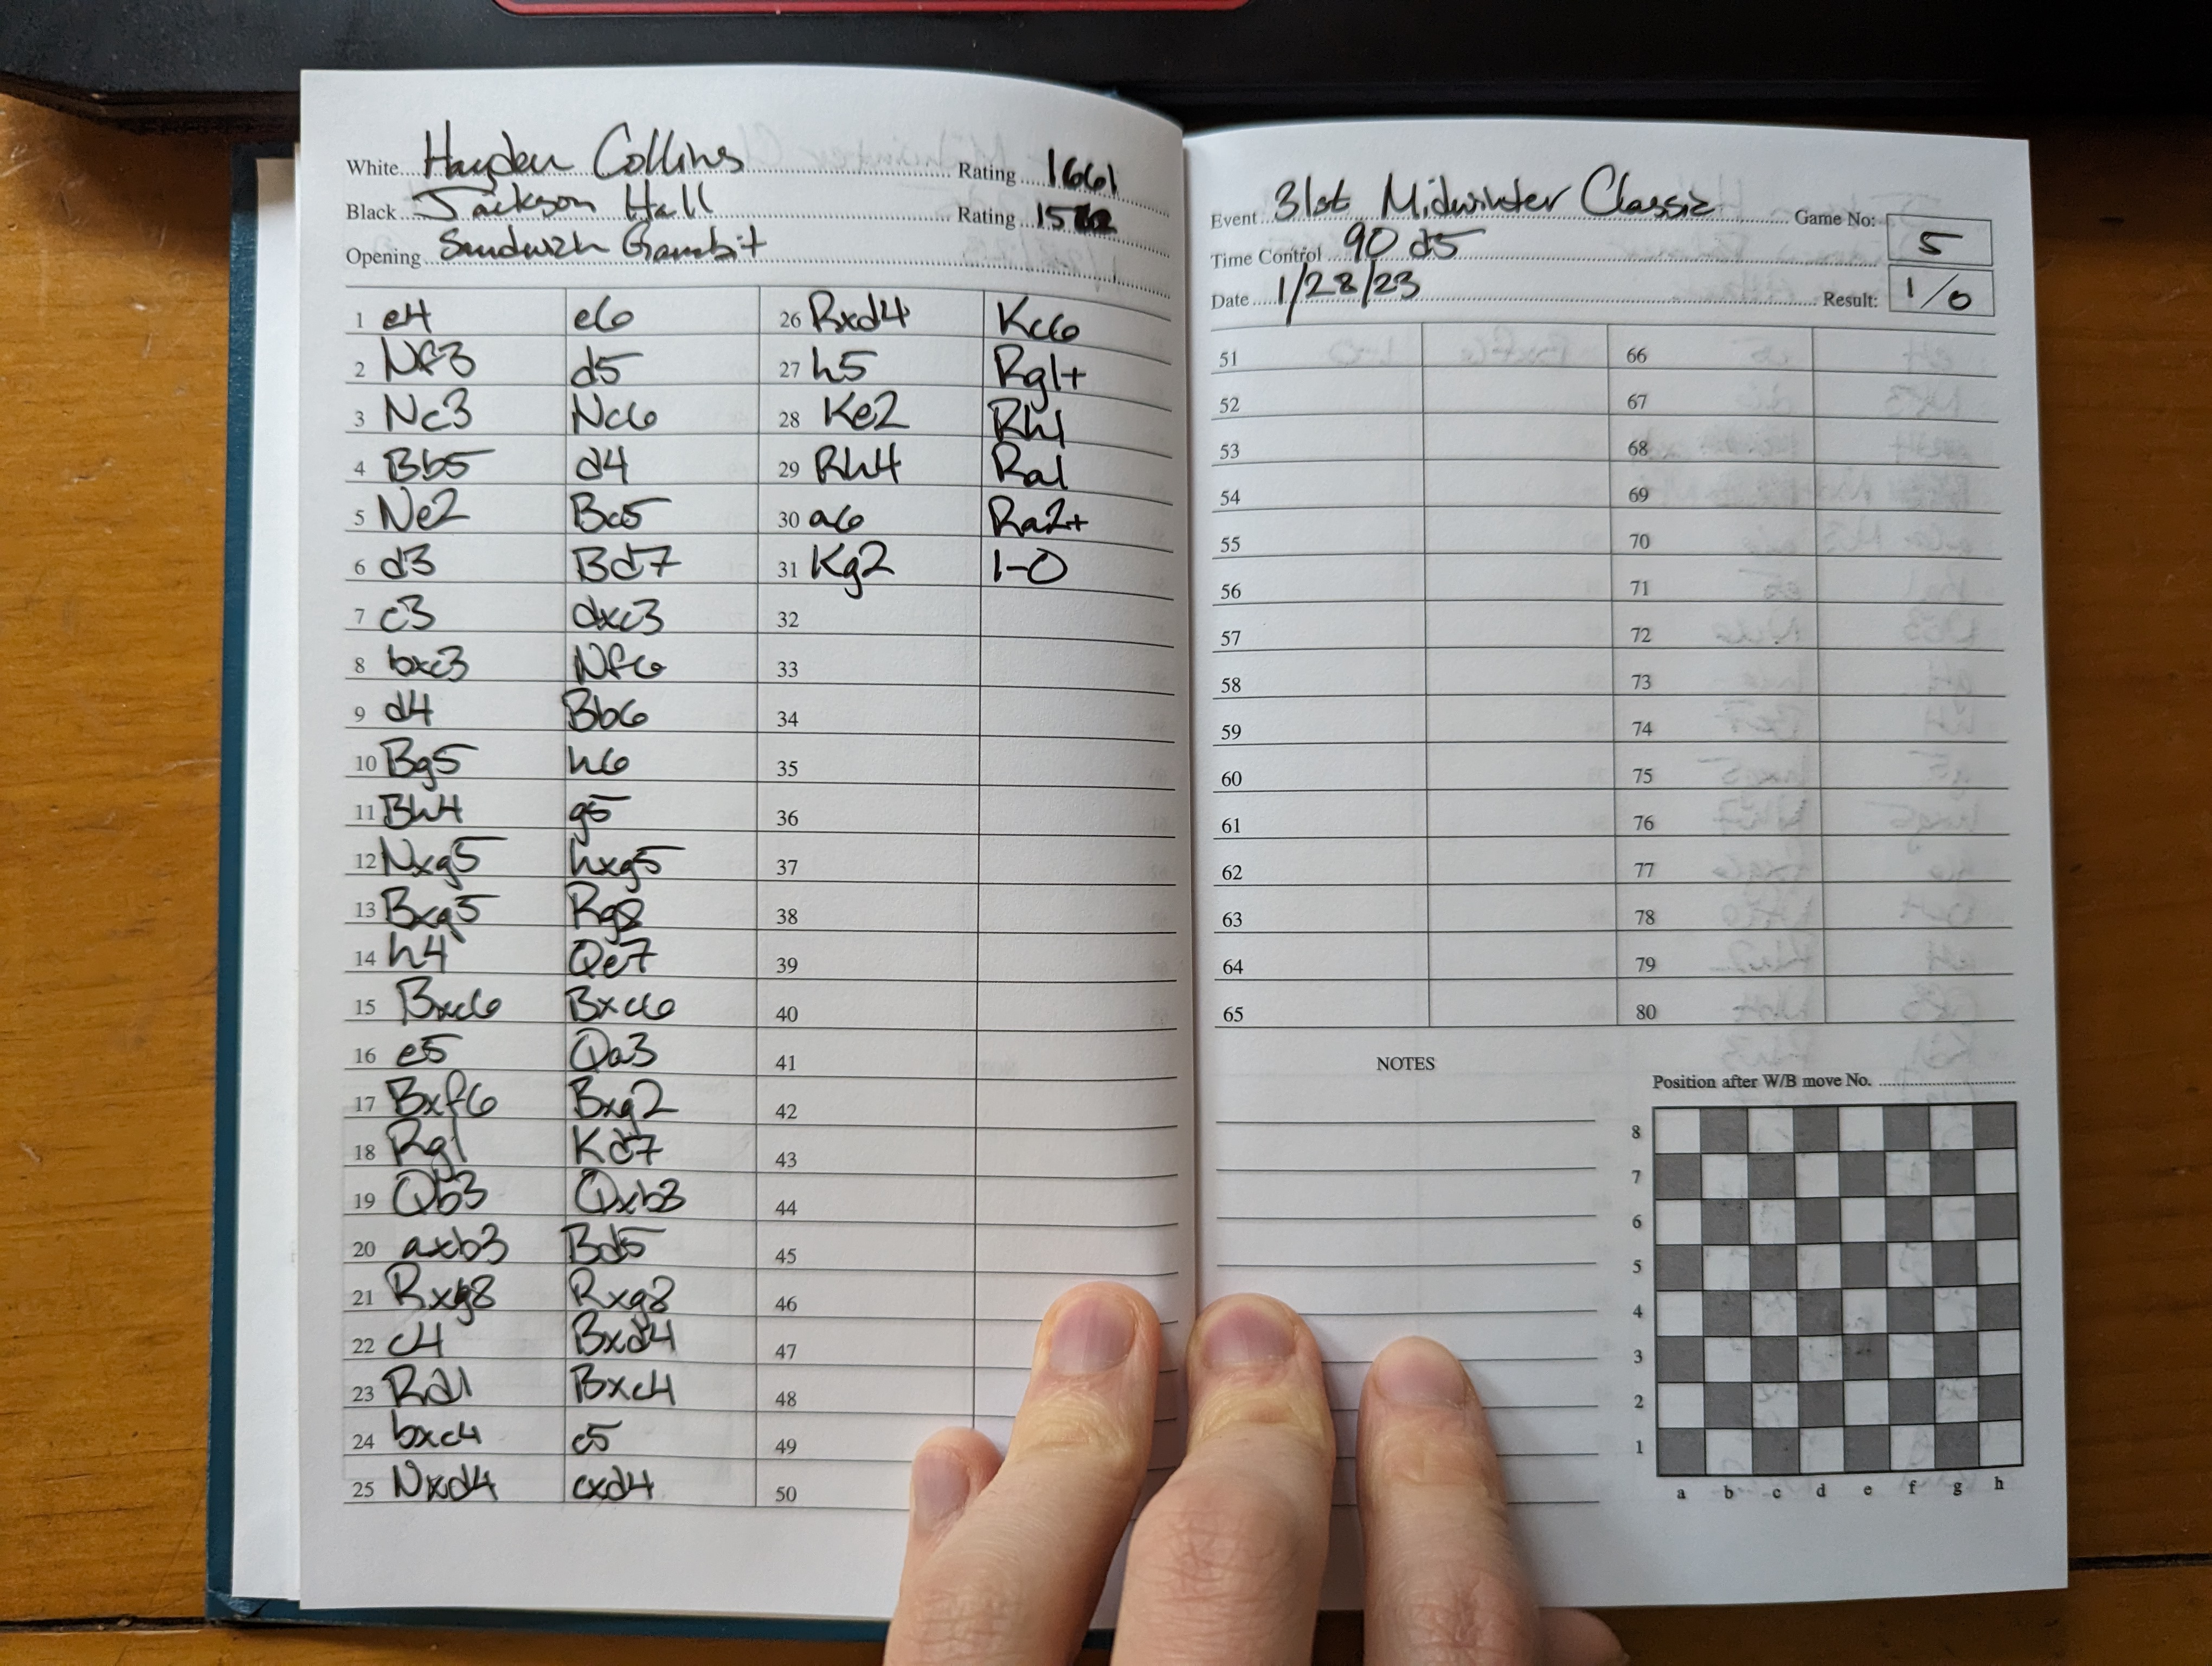 White Hayden Collins Rating 1661
Black Jackson Hall Rating 15
Opening Sandwich Gambit
1 e4 e6 26 Rxd4 Kc6
2 Nf3 d5 27 h5 Rg1+
3 Nc3 Nc6 28 Ke2 Rh1
4 Bb5 d4 29 Rh4 Ra1
5 Ne2 Bc5 30 a6 Ra2+
6 d3 Bd7 31 Kg2 1-0
7 c3 dxc3 32
8 bxc3 Nf6 33
9 d4 Bb6 34
10 Bg5 h6 35
11 Bh4 g5 36
12 Nxg5 hxg5 37
13 Bxg5 Rg8 38
14 h4 Qe7 39
15 Bxc6 Bxc6 40
16 e5 Qa3 41
17 Bxf6 Bxg2 42
18 Rg1 Kd7 43
19 Qb3 Qxb3 44
20 axb3 Bd5 45
21 Rxg8 Rxg8 46
22 c4 Bxd4 47
23 Rd1 Bxc4 48
24 bxc4 c5 49
25 Nxd4 cxd4 50
Event 31st Midwinter Classic Game No: 5
Time Control 90 d5
Date 1/28/23 Result: 1/0
51 66
52 67
53 68
54 69
55 70
56 71
57 72
58 73
59 74
60 75
61 76
62 77
63 78
64 79
65 80
NOTES
Position after W/B move No.
8
7
6
5
4
3
2
1
a b c d e f g h